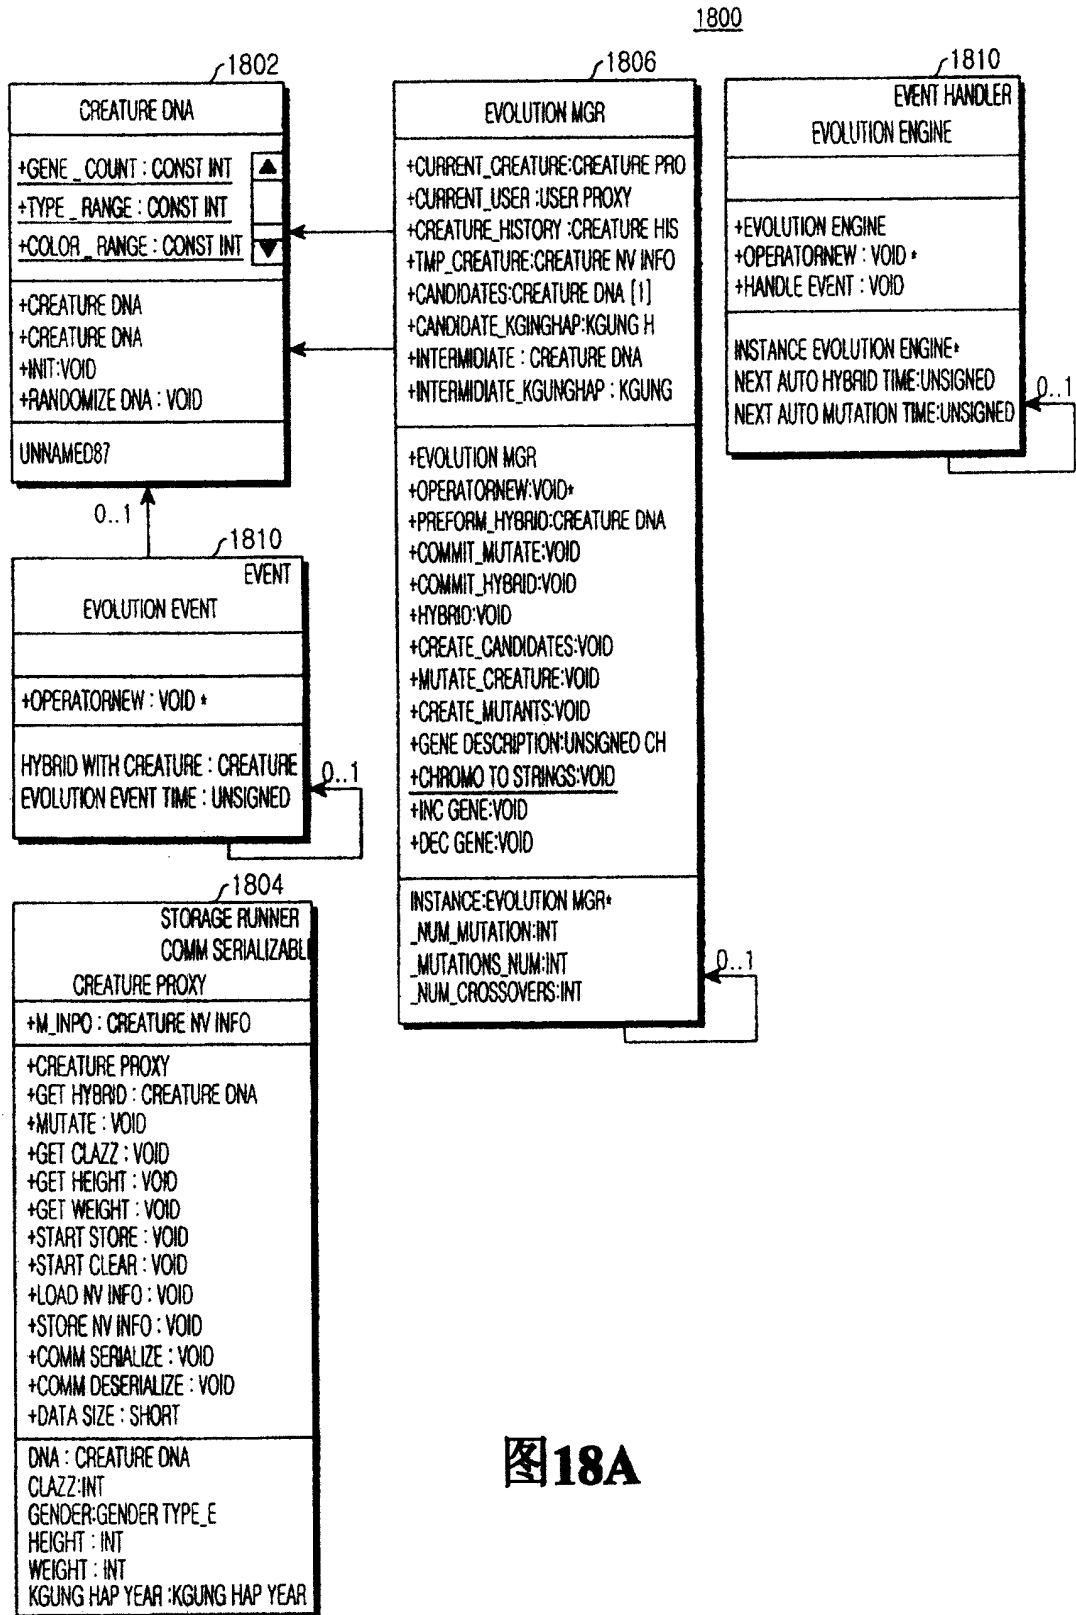 1800
1802
CREATURE DNA
+GENE_COUNT : CONST INT
+TYPE_RANGE : CONST INT
+COLOR_RANGE : CONST INT
+CREATURE DNA
+CREATURE DNA
+INIT:VOID
+RANDOMIZE DNA : VOID
UNNAMED87
0..1
1810
EVENT
EVOLUTION EVENT
+OPERATORNEW : VOID *
HYBRID WITH CREATURE : CREATURE
EVOLUTION EVENT TIME : UNSIGNED
0..1
1804
STORAGE RUNNER
COMM SERIALIZABL
CREATURE PROXY
+M_INPO : CREATURE NV INFO
+CREATURE PROXY
+GET HYBRID : CREATURE DNA
+MUTATE : VOID
+GET CLAZZ : VOID
+GET HEIGHT : VOID
+GET WEIGHT : VOID
+START STORE : VOID
+START CLEAR : VOID
+LOAD NV INFO : VOID
+STORE NV INFO : VOID
+COMM SERIALIZE : VOID
+COMM DESERIALIZE : VOID
+DATA SIZE : SHORT
DNA : CREATURE DNA
CLAZZ:INT
GENDER:GENDER TYPE_E
HEIGHT : INT
WEIGHT : INT
KGUNG HAP YEAR :KGUNG HAP YEAR
1806
EVOLUTION MGR
+CURRENT_CREATURE:CREATURE PRO
+CURRENT_USER :USER PROXY
+CREATURE_HISTORY :CREATURE HIS
+TMP_CREATURE:CREATURE NV INFO
+CANDIDATES:CREATURE DNA [1]
+CANDIDATE_KGINGHAP:KGUNG H
+INTERMIDIATE : CREATURE DNA
+INTERMIDIATE_KGUNGHAP : KGUNG
+EVOLUTION MGR
+OPERATORNEW:VOID*
+PREFORM_HYBRID:CREATURE DNA
+COMMIT_MUTATE:VOID
+COMMIT_HYBRID:VOID
+HYBRID:VOID
+CREATE_CANDIDATES:VOID
+MUTATE_CREATURE:VOID
+CREATE_MUTANTS:VOID
+GENE DESCRIPTION:UNSIGNED CH
+CHROMO TO STRINGS:VOID
+INC GENE:VOID
+DEC GENE:VOID
INSTANCE:EVOLUTION MGR*
_NUM_MUTATION:INT
_MUTATIONS_NUM:INT
_NUM_CROSSOVERS:INT
0..1
1810
EVENT HANDLER
EVOLUTION ENGINE
+EVOLUTION ENGINE
+OPERATORNEW : VOID *
+HANDLE EVENT : VOID
INSTANCE EVOLUTION ENGINE*
NEXT AUTO HYBRID TIME:UNSIGNED
NEXT AUTO MUTATION TIME:UNSIGNED
0..1
图18A